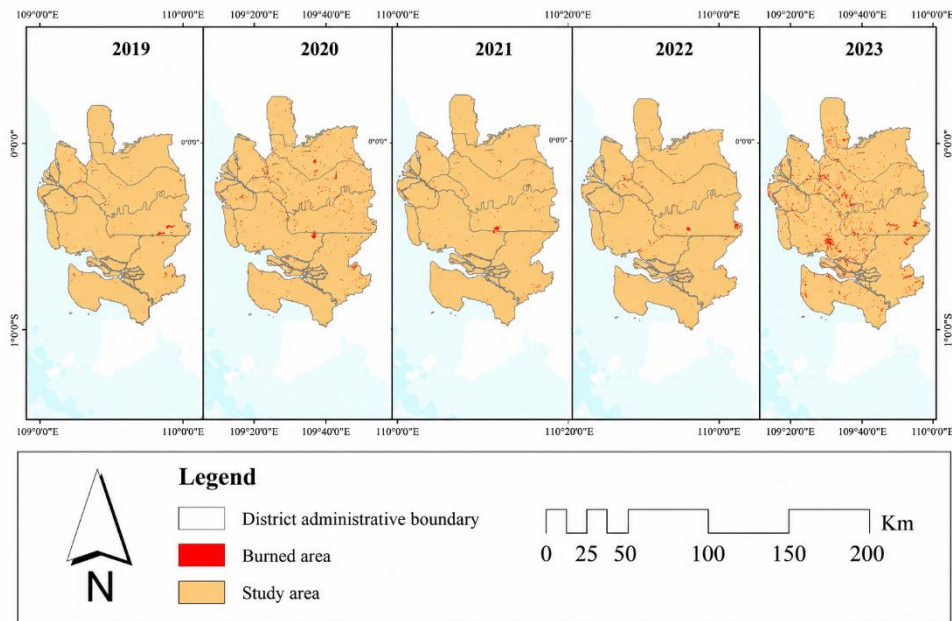 109°0'0"E 110°0'0"E 109°20'0"E 109°40'0"E 110°0'0"E 110°20'0"E 110°0'0"E 109°20'0"E 109°40'0"E 110°0'0"E
2019 2020 2021 2022 2023
0°0'0" 0°0'0" 0°0'0" 0°0'0" 0°0'0"
1°0'0"S 1°0'0"S
109°0'0"E 110°0'0"E 109°20'0"E 109°40'0"E 110°0'0"E 110°20'0"E 110°0'0"E 109°20'0"E 109°40'0"E 110°0'0"E
Legend
District administrative boundary
Burned area
Study area
N
Km
0 25 50 100 150 200